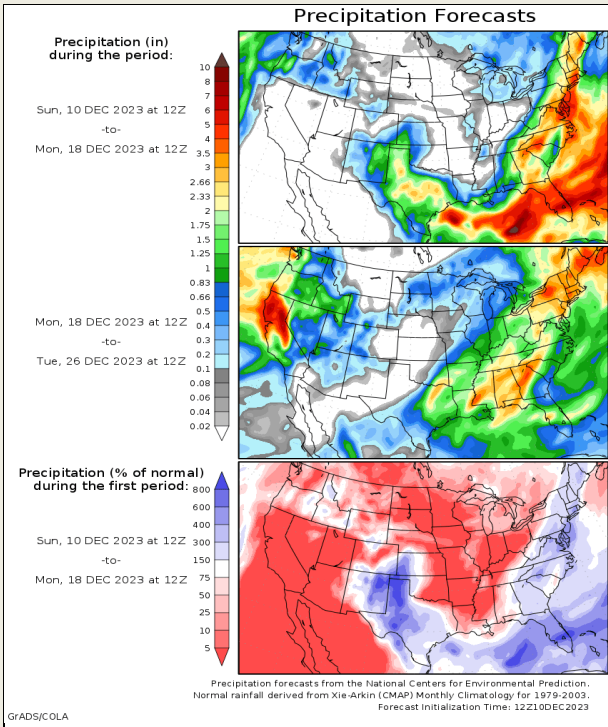 Precipitation Forecasts
Precipitation (in)
during the period:
Sun, 10 DEC 2023 at 12Z
-to-
Mon, 18 DEC 2023 at 12Z
10
8
7
6
5
4
3.5
3
2.66
2.33
2
1.75
1.5
1.25
1
0.83
0.66
0.5
0.4
0.3
0.2
0.1
0.08
0.06
0.04
0.02
Mon, 18 DEC 2023 at 12Z
-to-
Tue, 26 DEC 2023 at 12Z
Precipitation (% of normal)
during the first period:
Sun, 10 DEC 2023 at 12Z
-to-
Mon, 18 DEC 2023 at 12Z
800
600
400
300
150
75
50
25
10
5
Precipitation forecasts from the National Centers for Environmental Prediction.
Normal rainfall derived from Xie-Arkin (CMAP) Monthly Climatology for 1979-2003.
Forecast Initialization Time: 12Z10DEC2023
GrADS/COLA